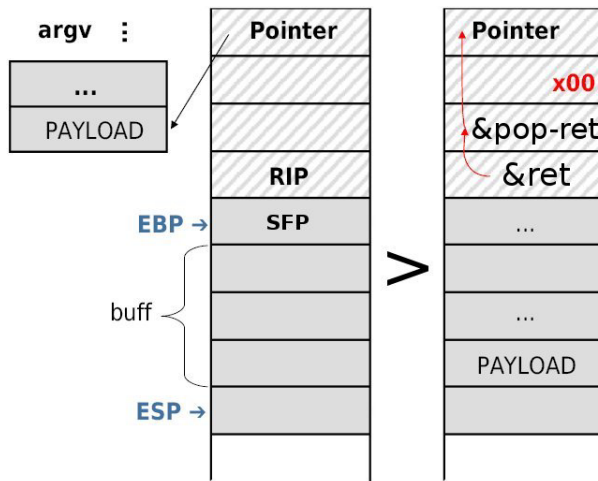 argv ⋮
...
PAYLOAD
Pointer
RIP
EBP → SFP
buff
ESP →
>
Pointer
x00
&pop-ret
&ret
...
...
PAYLOAD